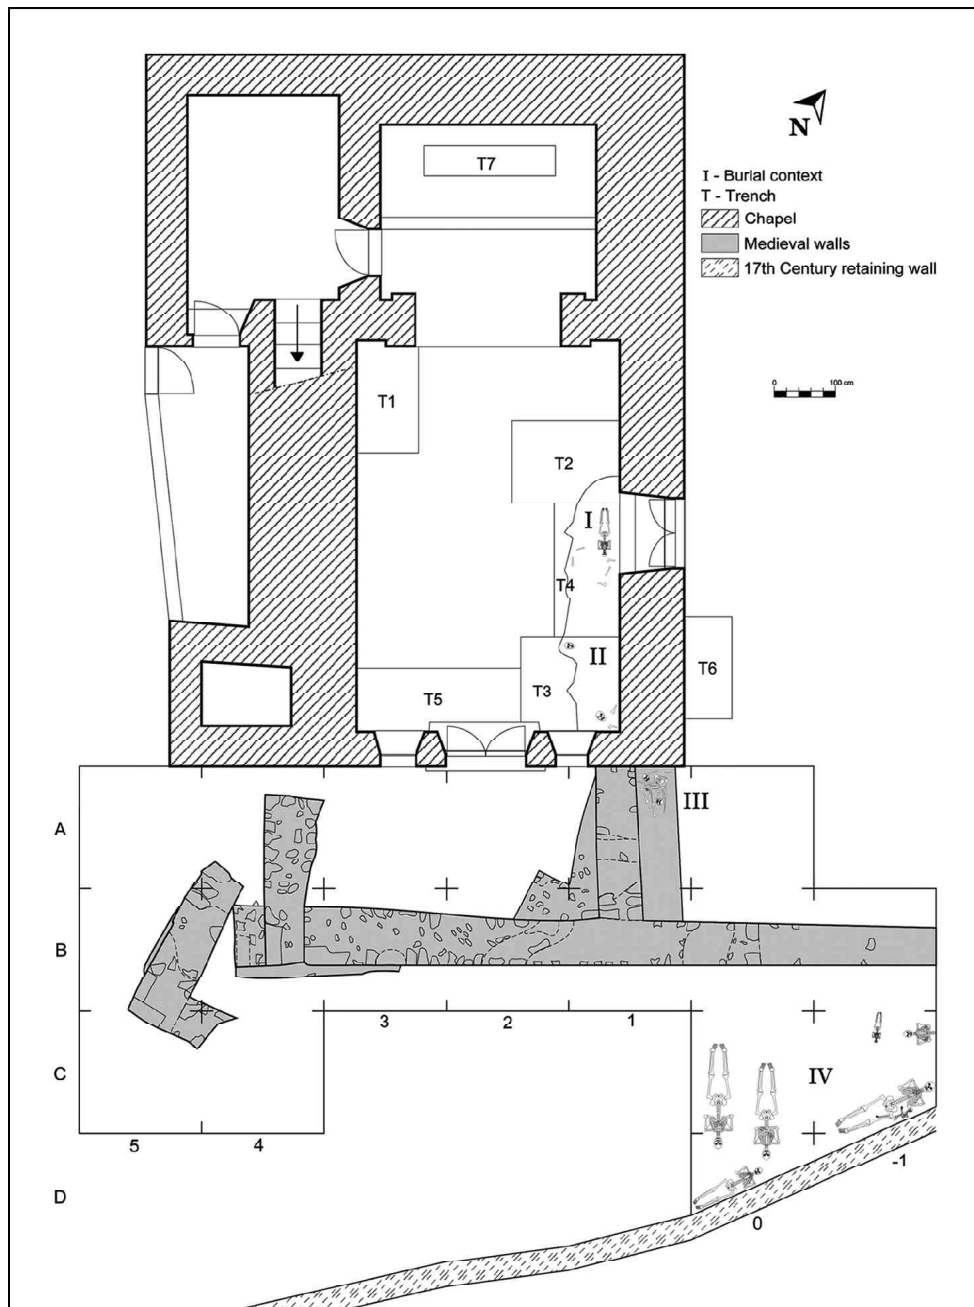 N
I - Burial context
T - Trench
Chapel
Medieval walls
17th Century retaining wall
0 100 cm
T7
T1
T2
I
T4
II
T3
T5
T6
III
A
B
3 2 1
C
IV
5 4
-1
D
0